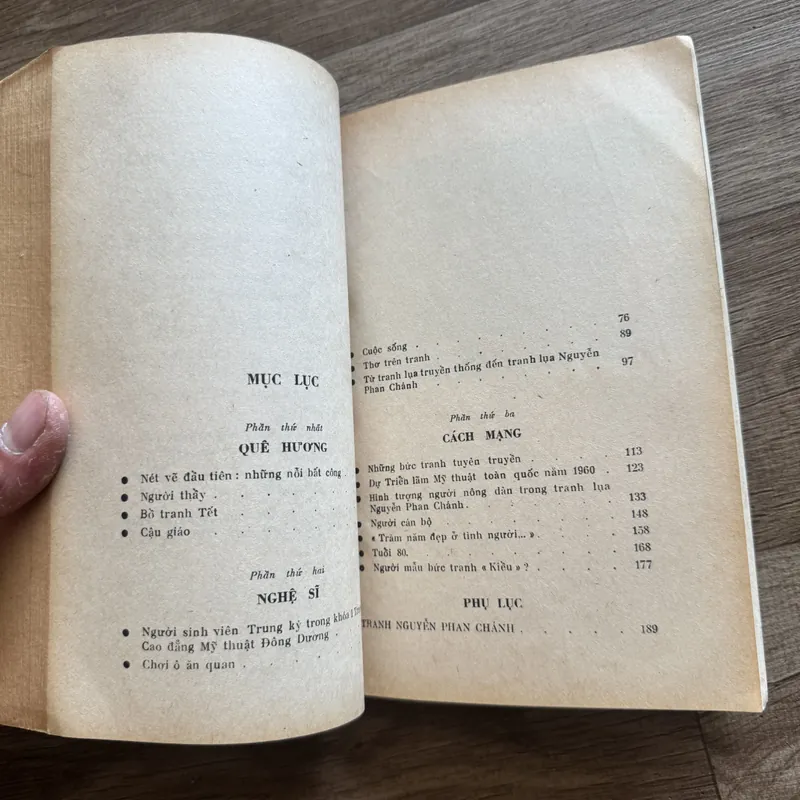 MỤC LỤC
Phần thứ nhất
QUÊ HƯƠNG
● Nét vẽ đầu tiên : những nỗi bất công .
● Người thầy . . . . .
● Bồ tranh Tết . . . . .
● Cậu giáo . . . . .
Phần thứ hai
NGHỆ SĨ
● Người sinh viên Trung kỳ trong khóa I
Cao đẳng Mỹ thuật Đông Dương . .
● Chơi ô ăn quan . . . . .
● Cuộc sống . . . . . 76
● Thơ trên tranh . . . . . 89
● Từ tranh lụa truyền thống đến tranh lụa Nguyễn
Phan Chánh . . . . . 97
Phần thứ ba
CÁCH MẠNG
● Những bức tranh tuyên truyền . . . . 113
● Dự Triển lãm Mỹ thuật toàn quốc năm 1960 . 123
● Hình tượng người nông dân trong tranh lụa
Nguyễn Phan Chánh . . . . . 133
● Người cán bộ . . . . . 148
● « Trăm năm đẹp ở tình người... » . . . 158
● Tuổi 80. . . . . . 168
● Người mẫu bức tranh « Kiều » ? . . . 177
PHỤ LỤC
TRANH NGUYỄN PHAN CHÁNH . . . . 189